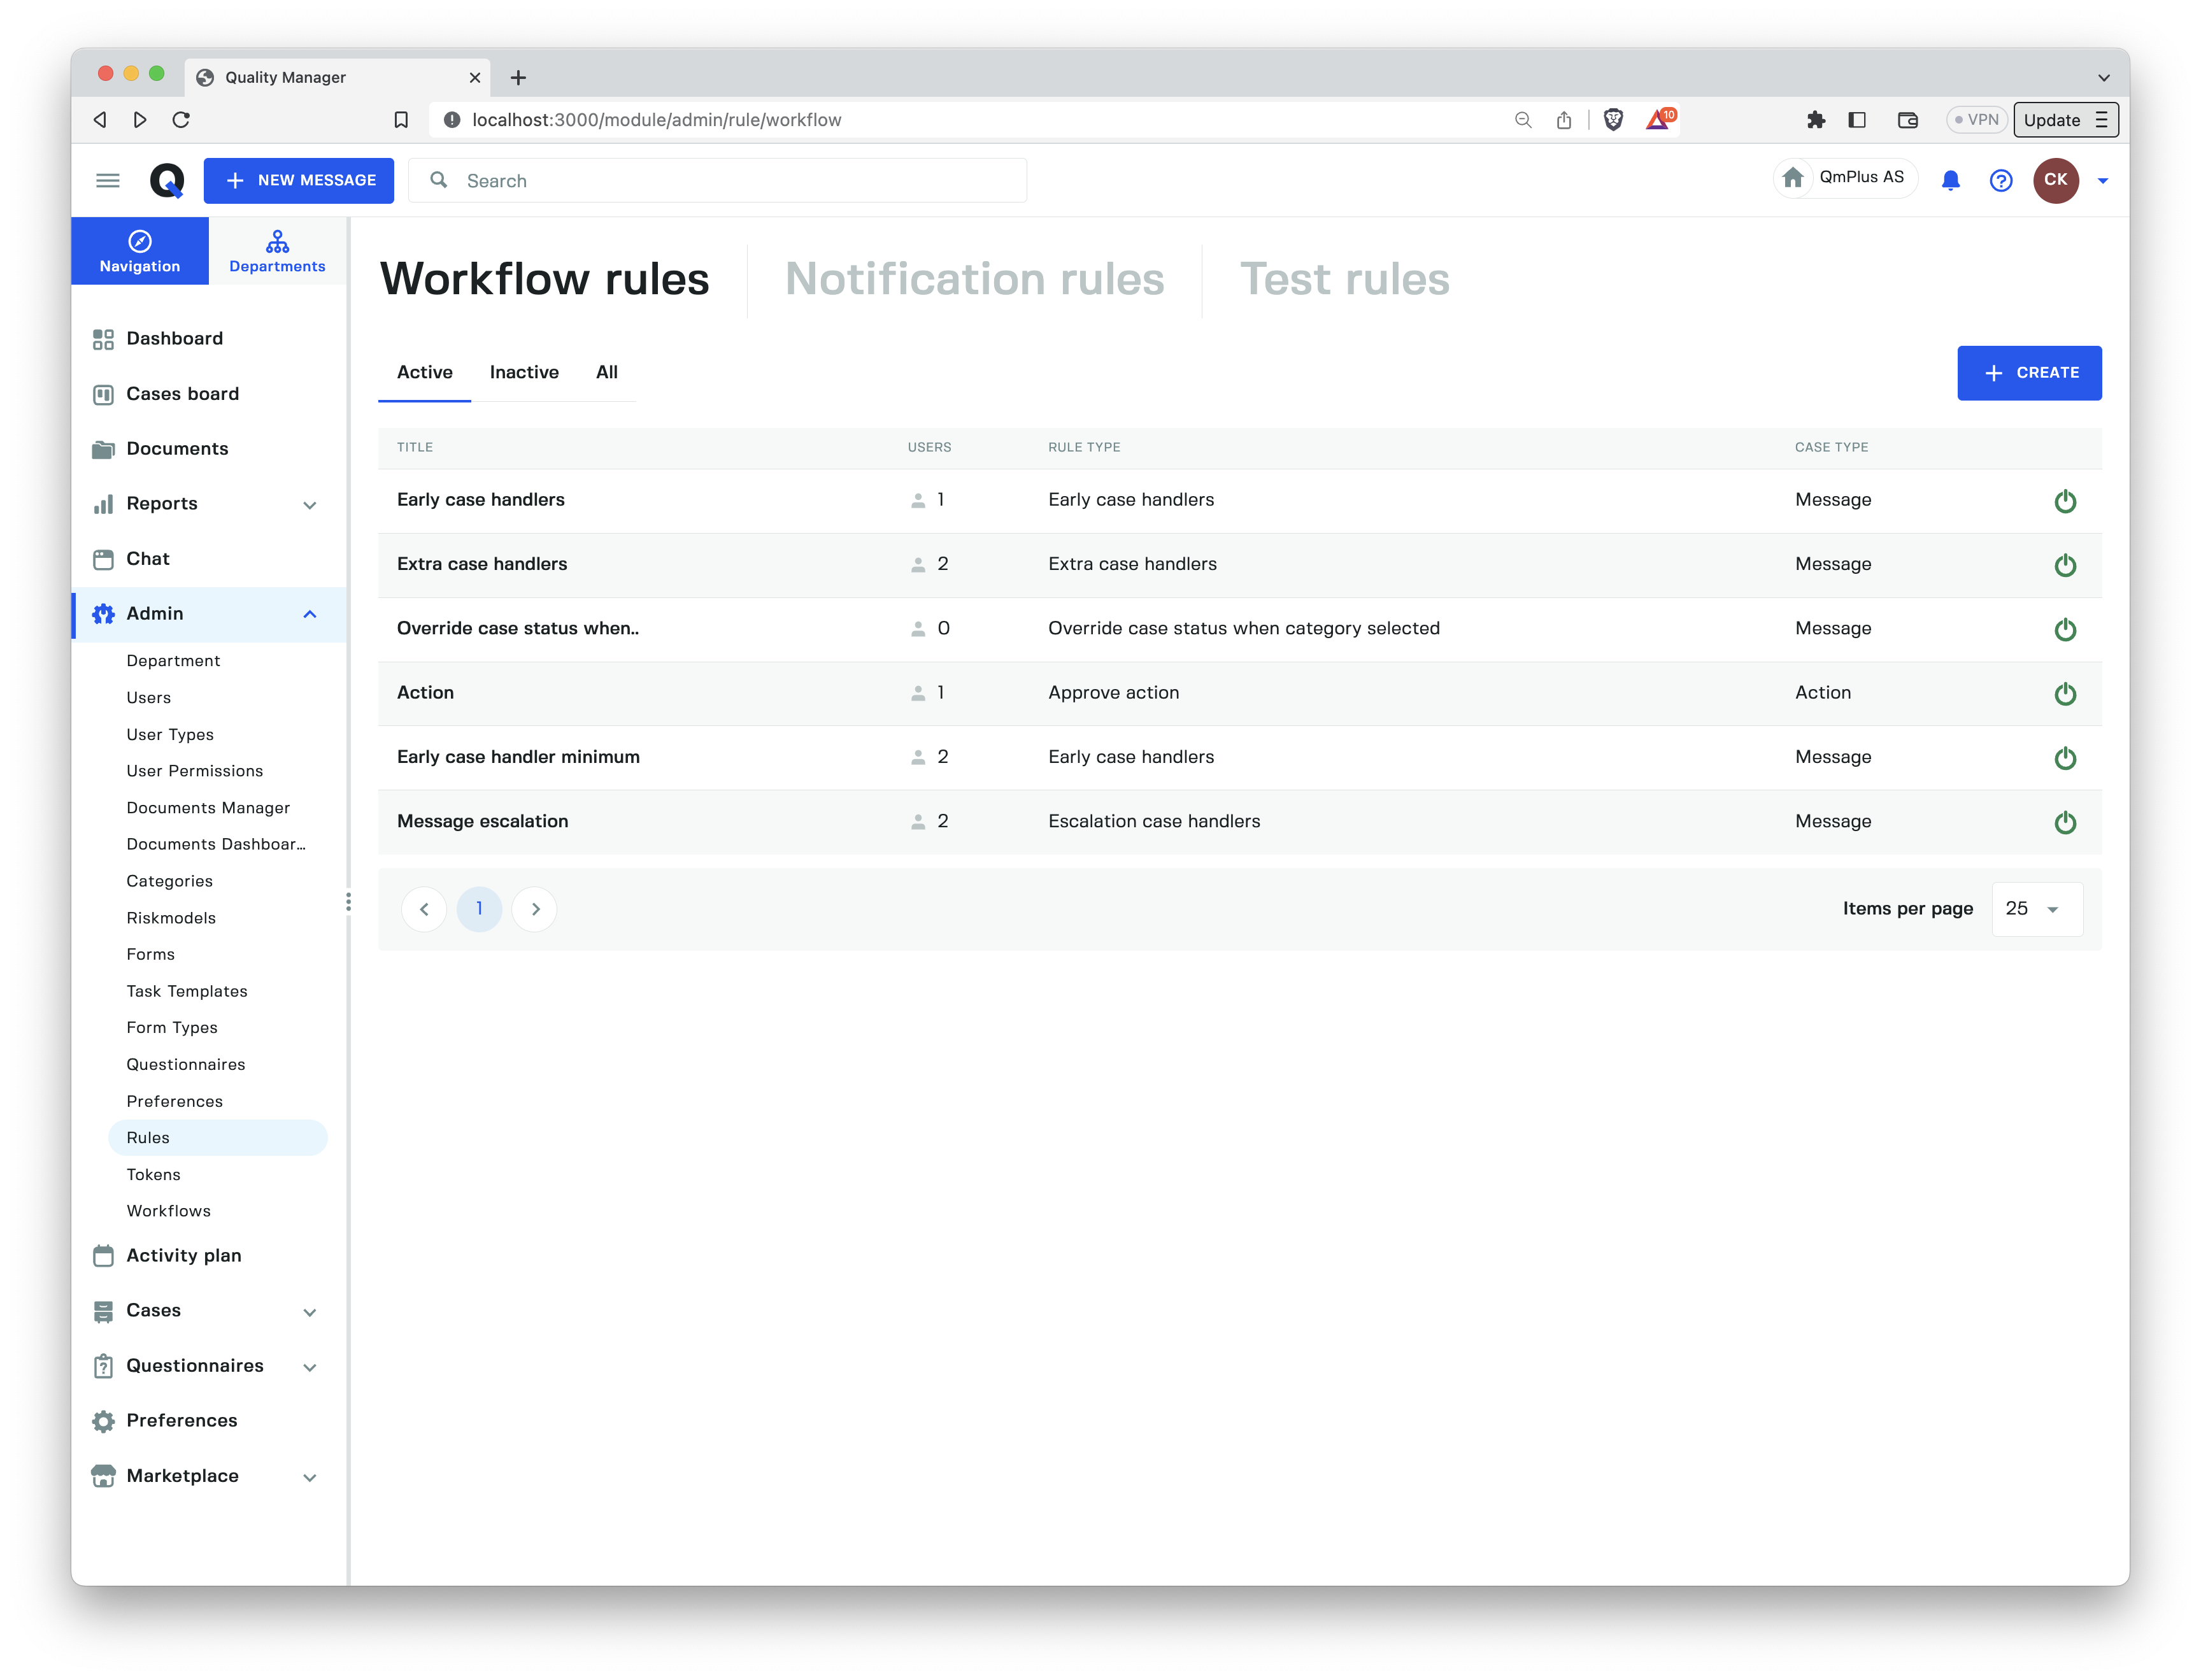 Quality Manager
localhost:3000/module/admin/rule/workflow
10
VPN
Update
NEW MESSAGE
Search
QmPlus AS
CK
Navigation
Departments
Dashboard
Cases board
Documents
Reports
Chat
Admin
Department
Users
User Types
User Permissions
Documents Manager
Documents Dashboar...
Categories
Riskmodels
Forms
Task Templates
Form Types
Questionnaires
Preferences
Rules
Tokens
Workflows
Activity plan
Cases
Questionnaires
Preferences
Marketplace
Workflow rules
Notification rules
Test rules
Active
Inactive
All
CREATE
TITLE USERS RULE TYPE CASE TYPE
Early case handlers 1 Early case handlers Message
Extra case handlers 2 Extra case handlers Message
Override case status when.. 0 Override case status when category selected Message
Action 1 Approve action Action
Early case handler minimum 2 Early case handlers Message
Message escalation 2 Escalation case handlers Message
1
Items per page 25